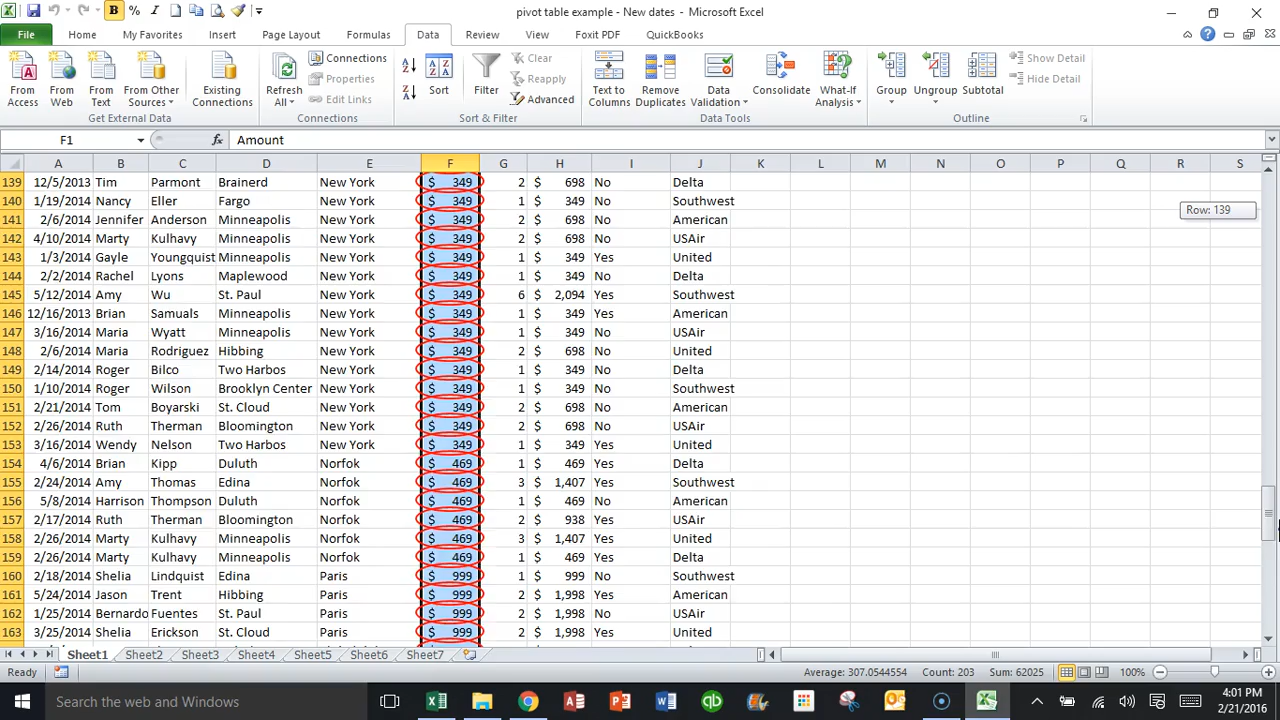 pivot table example - New dates - Microsoft Excel
File Home My Favorites Insert Page Layout Formulas Data Review View Foxit PDF QuickBooks
From Access
From Web
From Text
From Other Sources
Existing Connections
Get External Data
Refresh All
Connections
Properties
Edit Links
Connections
Sort
Filter
Clear
Reapply
Advanced
Sort & Filter
Text to Columns
Remove Duplicates
Data Validation
Consolidate
What-If Analysis
Data Tools
Group
Ungroup
Subtotal
Show Detail
Hide Detail
Outline
F1 fx Amount
A B C D E F G H I J K L M N O P Q R S
139 12/5/2013 Tim Parmont Brainerd New York $ 349 2 $ 698 No Delta
140 1/19/2014 Nancy Eller Fargo New York $ 349 1 $ 349 No Southwest
Row: 139
141 2/6/2014 Jennifer Anderson Minneapolis New York $ 349 2 $ 698 No American
142 4/10/2014 Marty Kulhavy Minneapolis New York $ 349 2 $ 698 No USAir
143 1/3/2014 Gayle Youngquist Minneapolis New York $ 349 1 $ 349 Yes United
144 2/2/2014 Rachel Lyons Maplewood New York $ 349 1 $ 349 No Delta
145 5/12/2014 Amy Wu St. Paul New York $ 349 6 $ 2,094 Yes Southwest
146 12/16/2013 Brian Samuals Minneapolis New York $ 349 1 $ 349 Yes American
147 3/16/2014 Maria Wyatt Minneapolis New York $ 349 1 $ 349 No USAir
148 2/6/2014 Maria Rodriguez Hibbing New York $ 349 2 $ 698 No United
149 2/14/2014 Roger Bilco Two Harbos New York $ 349 1 $ 349 No Delta
150 1/10/2014 Roger Wilson Brooklyn Center New York $ 349 1 $ 349 No Southwest
151 2/21/2014 Tom Boyarski St. Cloud New York $ 349 2 $ 698 No American
152 2/26/2014 Ruth Therman Bloomington New York $ 349 2 $ 698 No USAir
153 3/16/2014 Wendy Nelson Two Harbos New York $ 349 1 $ 349 Yes United
154 4/6/2014 Brian Kipp Duluth Norfok $ 469 1 $ 469 Yes Delta
155 2/24/2014 Amy Thomas Edina Norfok $ 469 3 $ 1,407 Yes Southwest
156 5/8/2014 Harrison Thompson Duluth Norfok $ 469 1 $ 469 No American
157 2/17/2014 Ruth Therman Bloomington Norfok $ 469 2 $ 938 Yes USAir
158 2/26/2014 Marty Kulhavy Minneapolis Norfok $ 469 3 $ 1,407 Yes United
159 2/26/2014 Marty Kulhavy Minneapolis Norfok $ 469 1 $ 469 Yes Delta
160 2/18/2014 Shelia Lindquist Edina Paris $ 999 1 $ 999 No Southwest
161 5/24/2014 Jason Trent Hibbing Paris $ 999 2 $ 1,998 Yes American
162 1/25/2014 Bernardo Fuentes St. Paul Paris $ 999 2 $ 1,998 No USAir
163 3/25/2014 Shelia Erickson St. Cloud Paris $ 999 2 $ 1,998 Yes United
Sheet1 Sheet2 Sheet3 Sheet4 Sheet5 Sheet6 Sheet7
Ready Average: 307.0544554 Count: 203 Sum: 62025 100%
Search the web and Windows
4:01 PM
2/21/2016